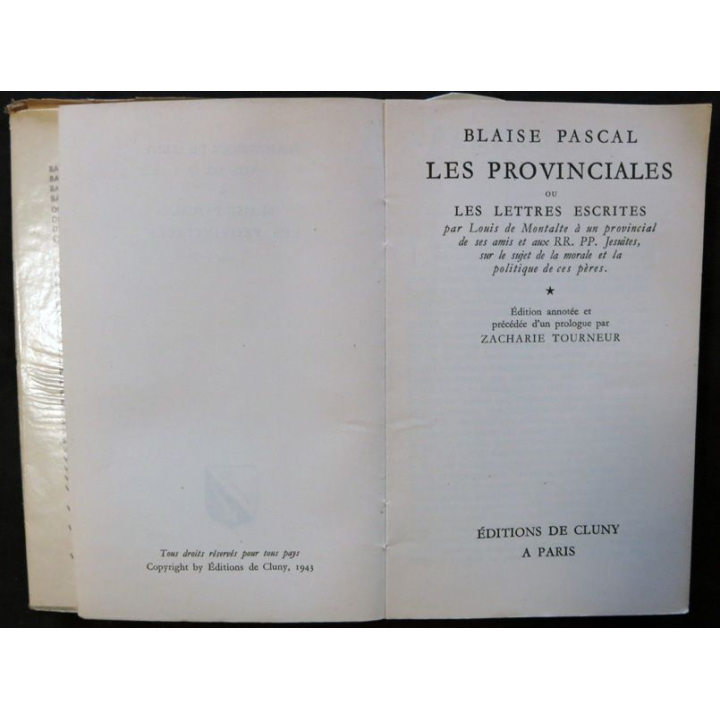 Tous droits réservés pour tous pays
Copyright by Éditions de Cluny, 1943
BLAISE PASCAL
LES PROVINCIALES
OU
LES LETTRES ESCRITES
par Louis de Montalte à un provincial
de ses amis et aux RR. PP. Jesuites,
sur le sujet de la morale et la
politique de ces pères.
★
Édition annotée et
précédée d'un prologue par
ZACHARIE TOURNEUR
ÉDITIONS DE CLUNY
A PARIS